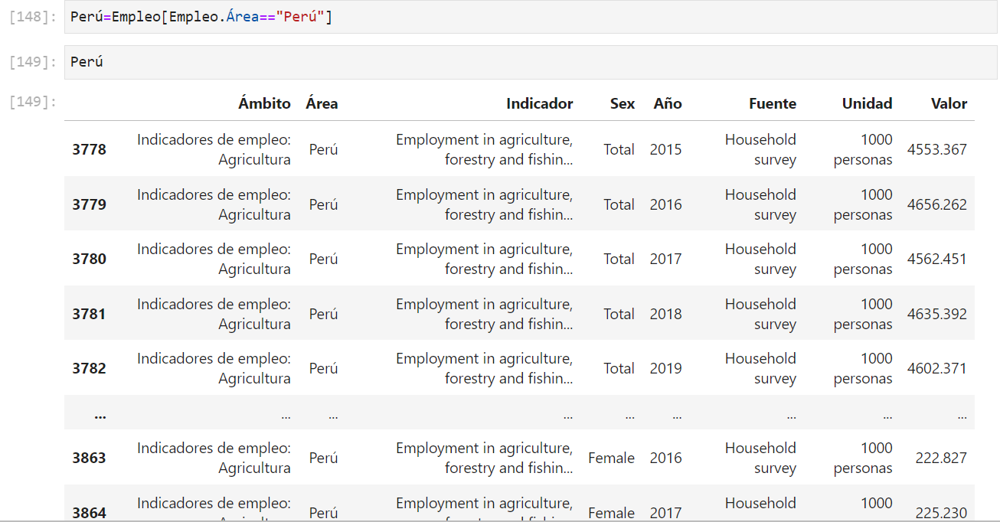 [148]: Perú=Empleo[Empleo.Área=="Perú"]
[149]: Perú
[149]:
Ámbito Área Indicador Sex Año Fuente Unidad Valor
3778 Indicadores de empleo: Agricultura Perú Employment in agriculture, forestry and fishin... Total 2015 Household survey 1000 personas 4553.367
3779 Indicadores de empleo: Agricultura Perú Employment in agriculture, forestry and fishin... Total 2016 Household survey 1000 personas 4656.262
3780 Indicadores de empleo: Agricultura Perú Employment in agriculture, forestry and fishin... Total 2017 Household survey 1000 personas 4562.451
3781 Indicadores de empleo: Agricultura Perú Employment in agriculture, forestry and fishin... Total 2018 Household survey 1000 personas 4635.392
3782 Indicadores de empleo: Agricultura Perú Employment in agriculture, forestry and fishin... Total 2019 Household survey 1000 personas 4602.371
... ... ... ... ... ... ... ... ...
3863 Indicadores de empleo: Agricultura Perú Employment in agriculture, forestry and fishin... Female 2016 Household survey 1000 personas 222.827
3864 Indicadores de empleo: Perú Employment in agriculture, Female 2017 Household 1000 225.230